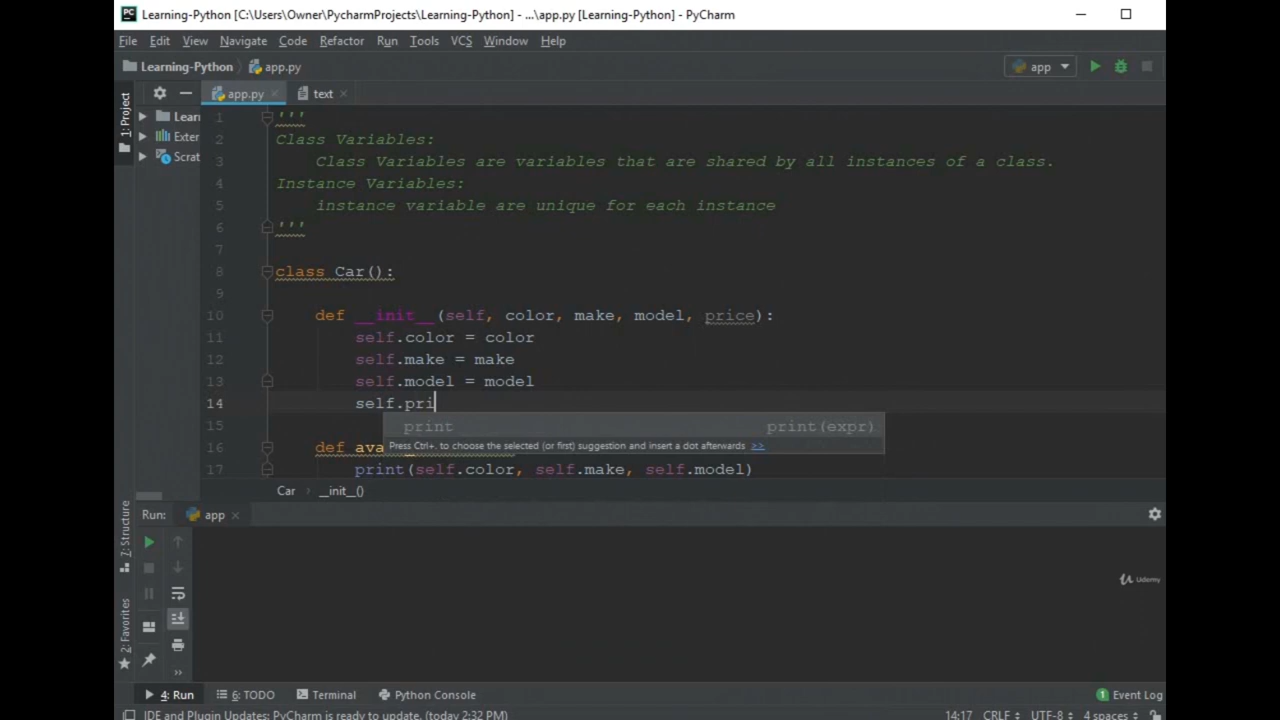 Learning-Python [C:\Users\Owner\PycharmProjects\Learning-Python] - ...\app.py [Learning-Python] - PyCharm
File Edit View Navigate Code Refactor Run Tools VCS Window Help
Learning-Python app.py app
1: Project
app.py text
Lear
Exter
Scrat
1 '''
2 Class Variables:
3 Class Variables are variables that are shared by all instances of a class.
4 Instance Variables:
5 instance variable are unique for each instance
6 '''
7
8 class Car():
9
10 def __init__(self, color, make, model, price):
11 self.color = color
12 self.make = make
13 self.model = model
14 self.pri
15 print print(expr)
Press Ctrl+. to choose the selected (or first) suggestion and insert a dot afterwards >>
16 def ava
17 print(self.color, self.make, self.model)
Car __init__()
Run: app
7: Structure
Udemy
2: Favorites
>>
4: Run 6: TODO Terminal Python Console 1 Event Log
IDE and Plugin Updates: PyCharm is ready to update. (today 2:32 PM) 14:17 CRLF UTF-8 4 spaces